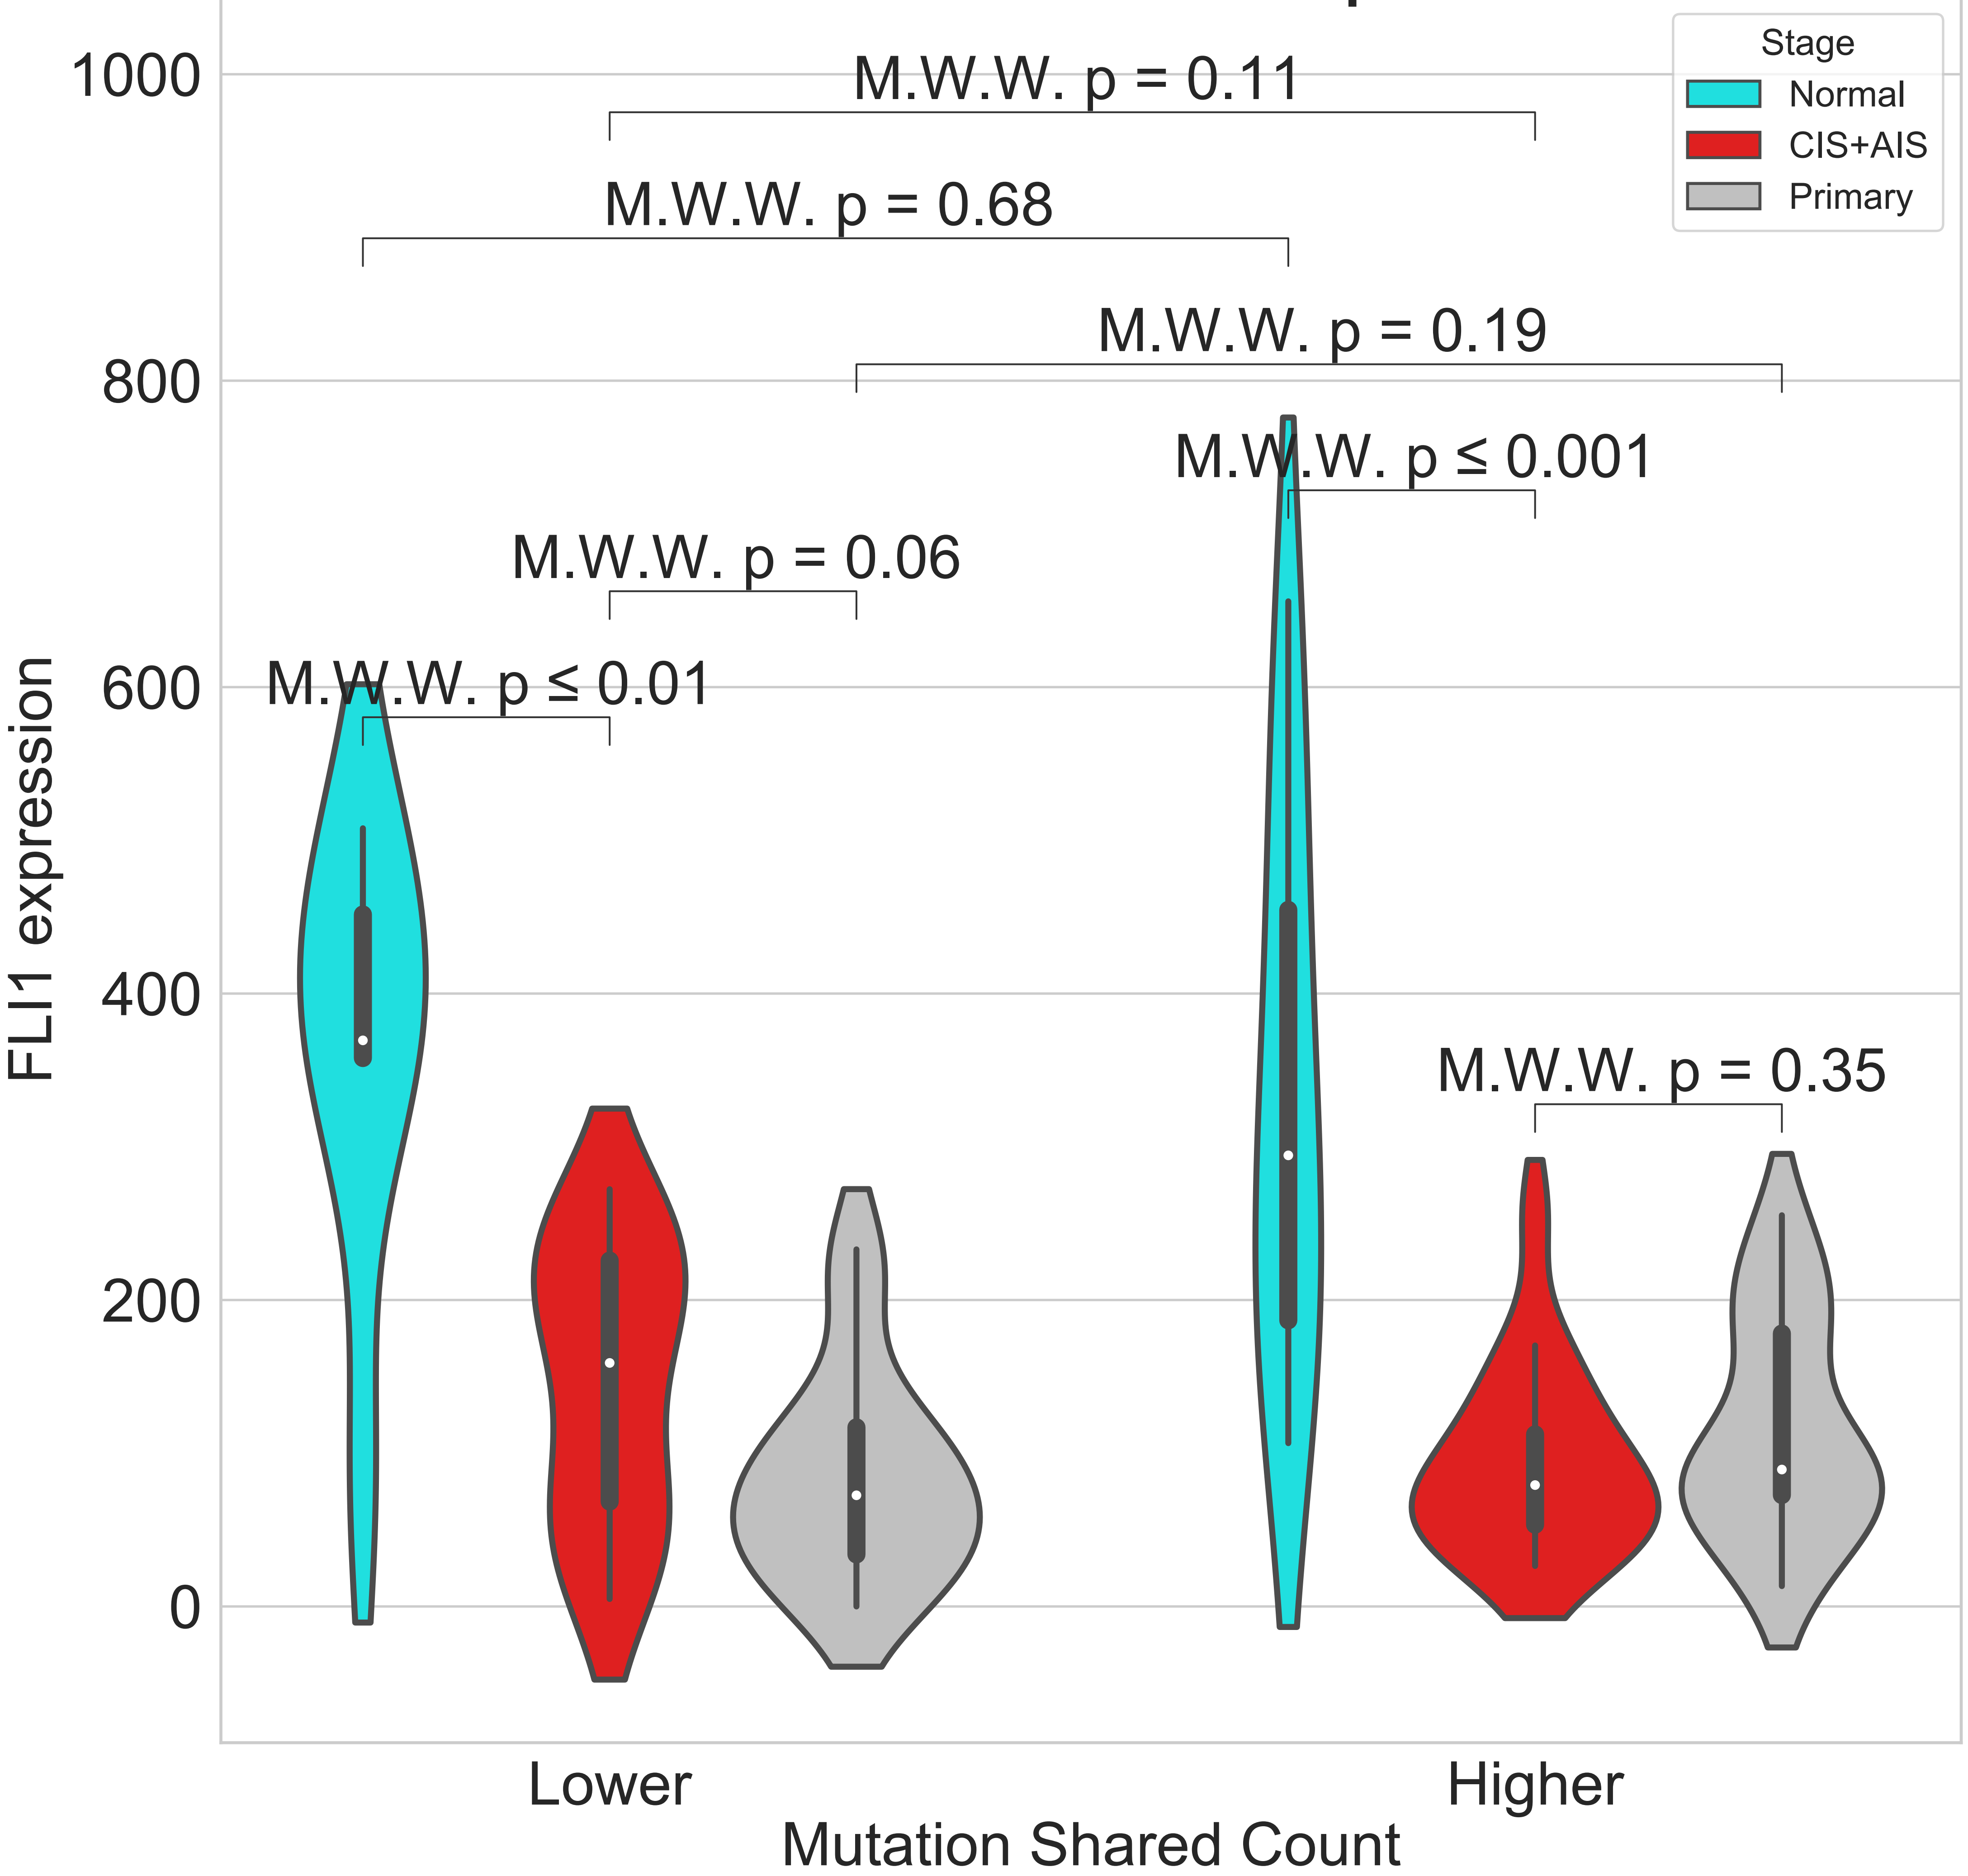 1000
800
600
400
200
0
FLI1 expression
Stage
Normal
CIS+AIS
Primary
M.W.W. p = 0.11
M.W.W. p = 0.68
M.W.W. p = 0.19
M.W.W. p ≤ 0.001
M.W.W. p = 0.06
M.W.W. p ≤ 0.01
M.W.W. p = 0.35
Lower
Higher
Mutation Shared Count